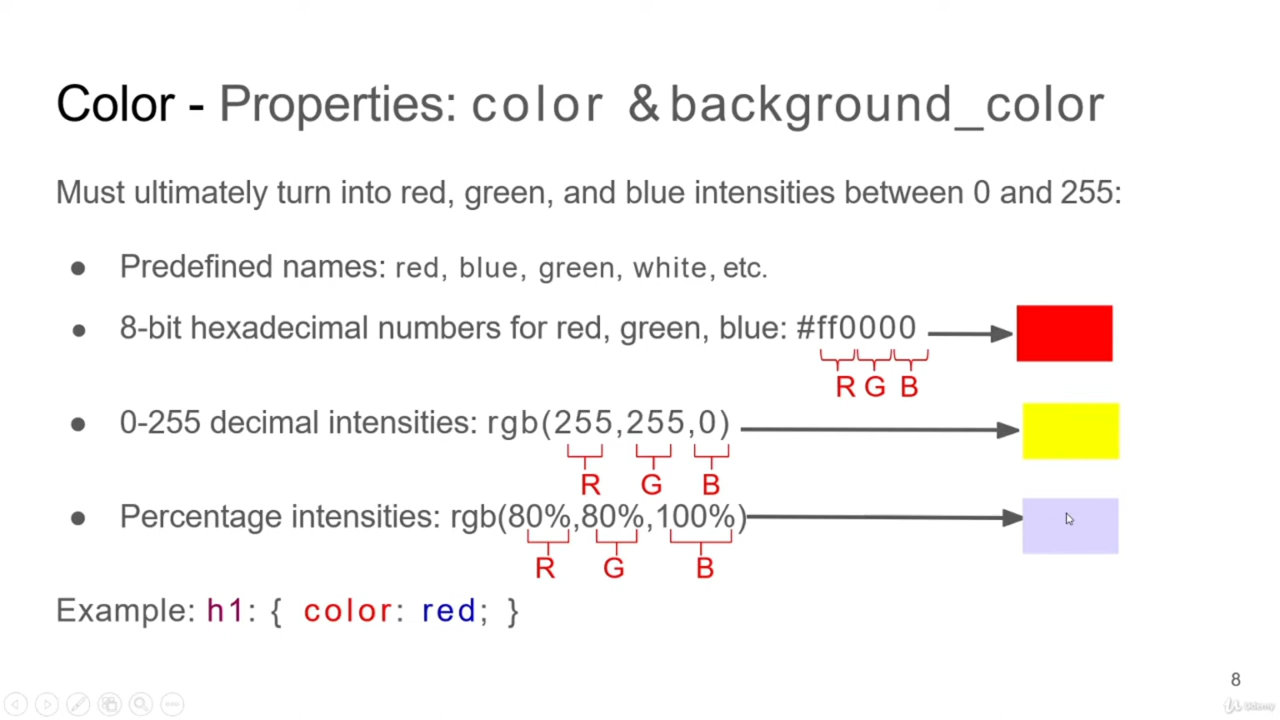 Color - Properties: color & background_color
Must ultimately turn into red, green, and blue intensities between 0 and 255:
● Predefined names: red, blue, green, white, etc.
● 8-bit hexadecimal numbers for red, green, blue: #ff0000
R G B
● 0-255 decimal intensities: rgb(255,255,0)
R G B
● Percentage intensities: rgb(80%,80%,100%)
R G B
Example: h1: { color: red; }
8
Udemy